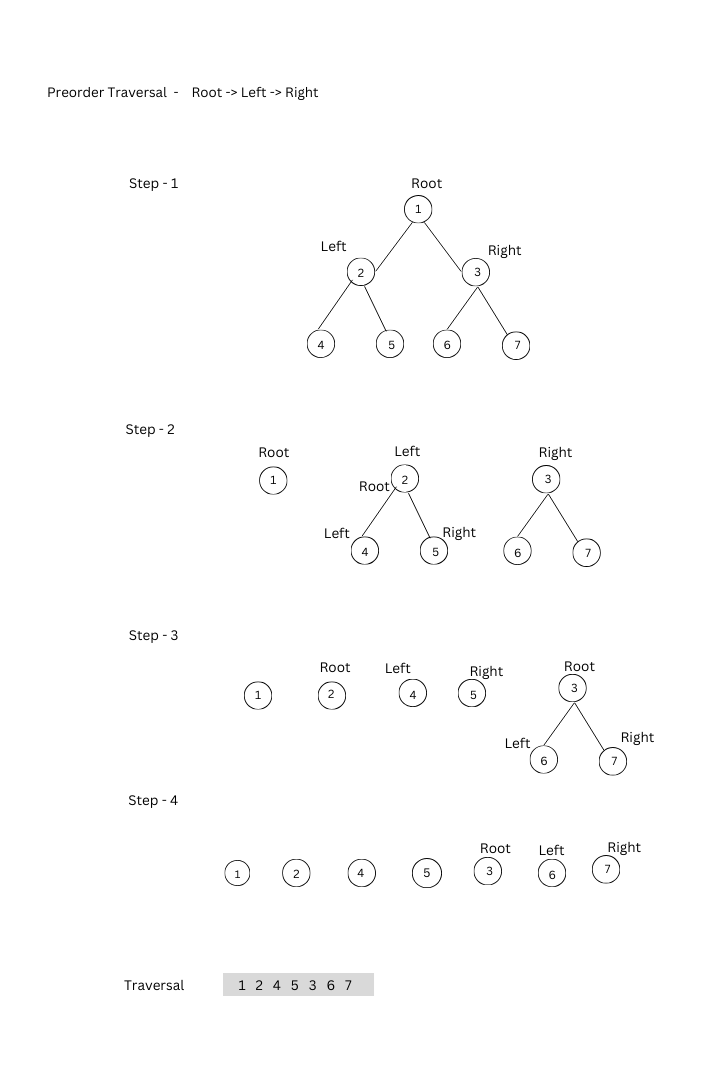 Preorder Traversal - Root -> Left -> Right
Step - 1
Root
1
Left
Right
2
3
4
5
6
7
Step - 2
Root
Left
Right
1
Root
2
3
Left
Right
4
5
6
7
Step - 3
Root
Left
Right
Root
1
2
4
5
3
Left
Right
6
7
Step - 4
Root
Left
Right
1
2
4
5
3
6
7
Traversal
1 2 4 5 3 6 7